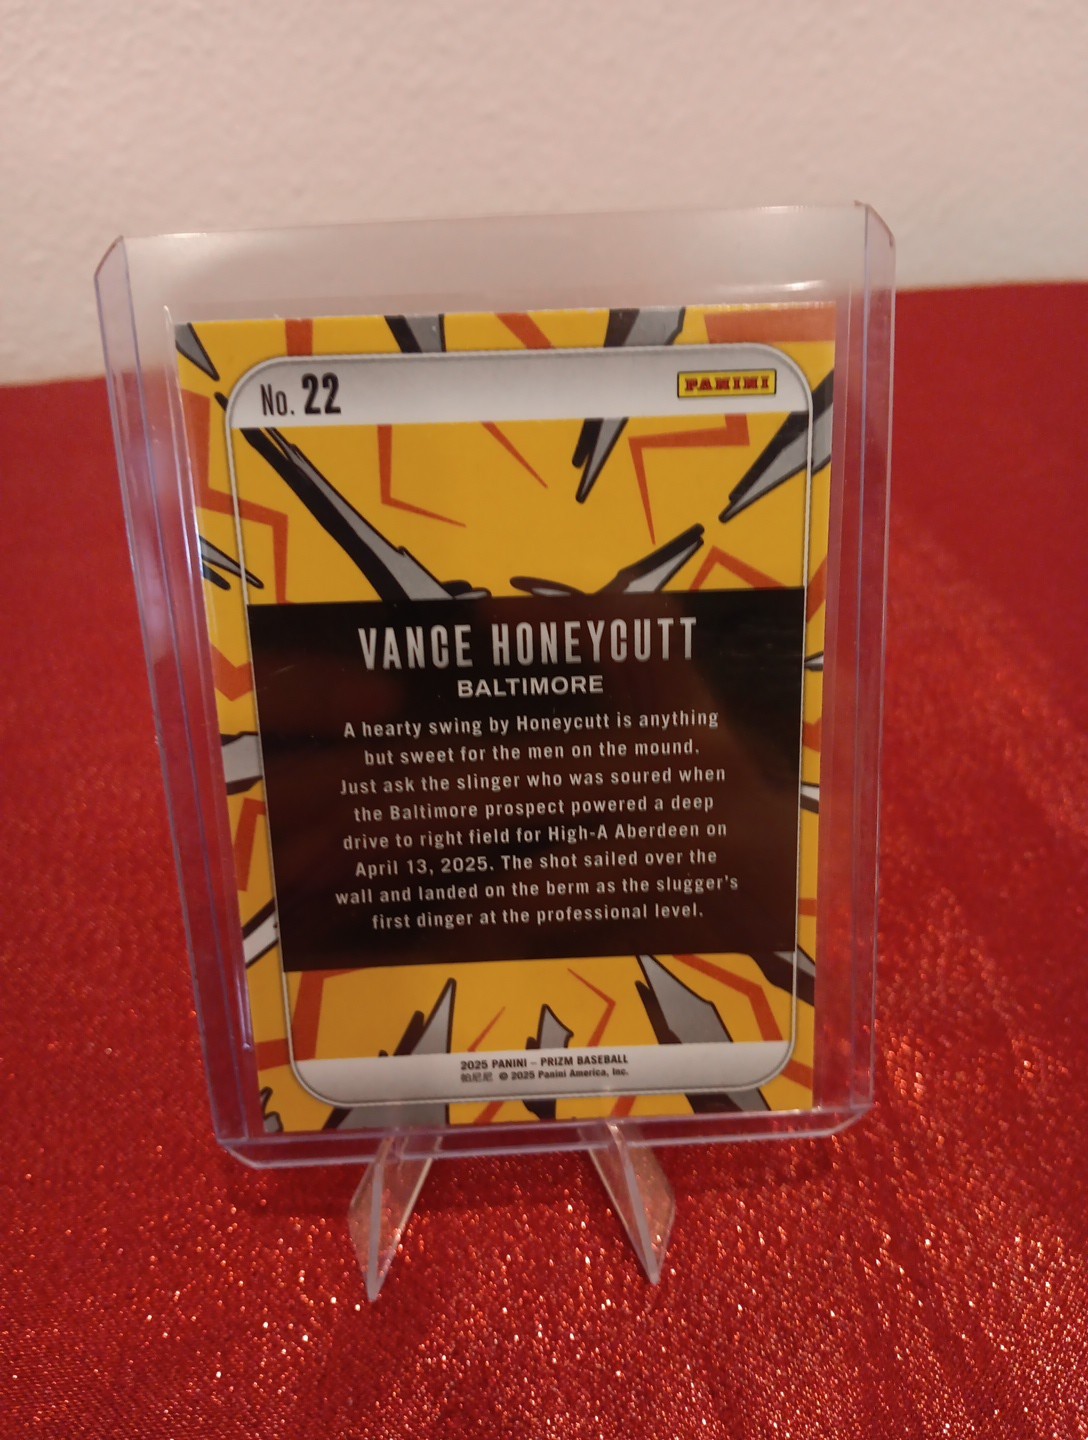 No. 22
PANINI
VANCE HONEYCUTT
BALTIMORE
A hearty swing by Honeycutt is anything
but sweet for the men on the mound.
Just ask the slinger who was soured when
the Baltimore prospect powered a deep
drive to right field for High-A Aberdeen on
April 13, 2025. The shot sailed over the
wall and landed on the berm as the slugger's
first dinger at the professional level.
2025 PANINI – PRIZM BASEBALL
帕尼尼 © 2025 Panini America, Inc.